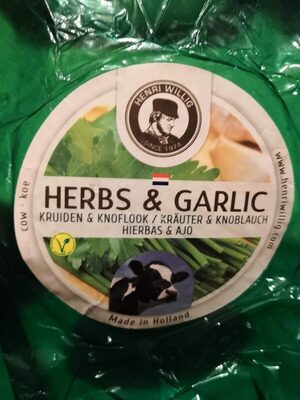 HENRI WILLIG
SINCE 1974
HERBS & GARLIC
KRUIDEN & KNOFLOOK / KRÄUTER & KNOBLAUCH
HIERBAS & AJO
cow · koe
www.henriwillig.com
Made in Holland